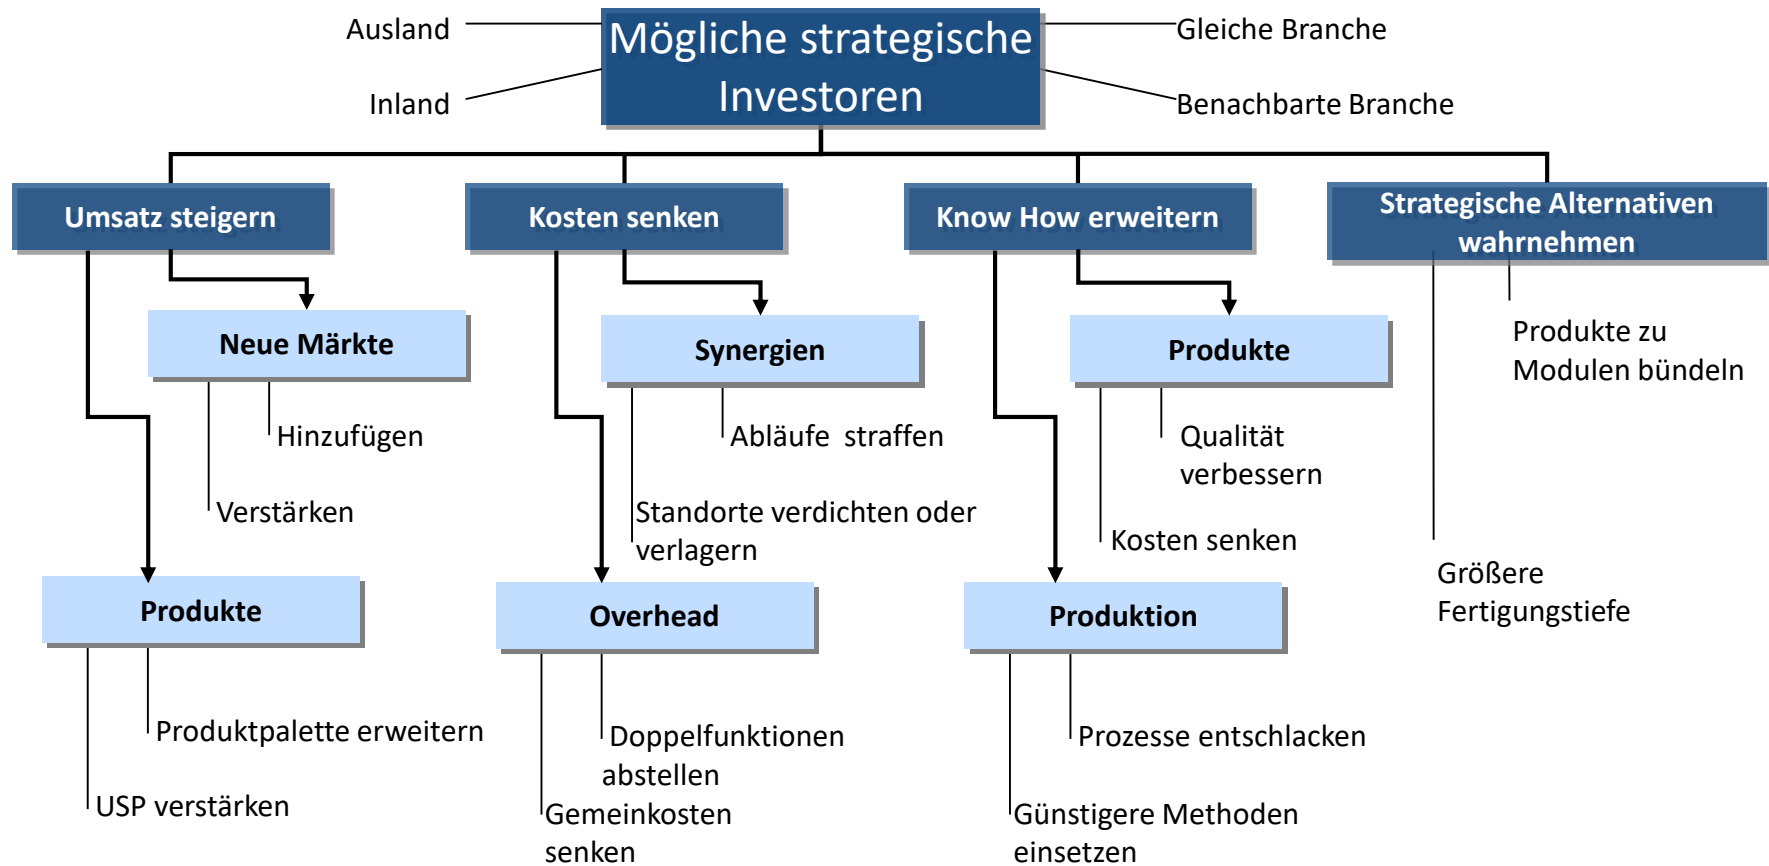 Ausland
Mögliche strategische
Investoren
Gleiche Branche
Inland
Benachbarte Branche
Umsatz steigern
Kosten senken
Know How erweitern
Strategische Alternativen
wahrnehmen
Neue Märkte
Synergien
Produkte
Produkte zu
Modulen bündeln
Hinzufügen
Abläufe straffen
Qualität
verbessern
Verstärken
Standorte verdichten oder
verlagern
Kosten senken
Größere
Fertigungstiefe
Produkte
Overhead
Produktion
Produktpalette erweitern
Doppelfunktionen
abstellen
Prozesse entschlacken
USP verstärken
Gemeinkosten
senken
Günstigere Methoden
einsetzen